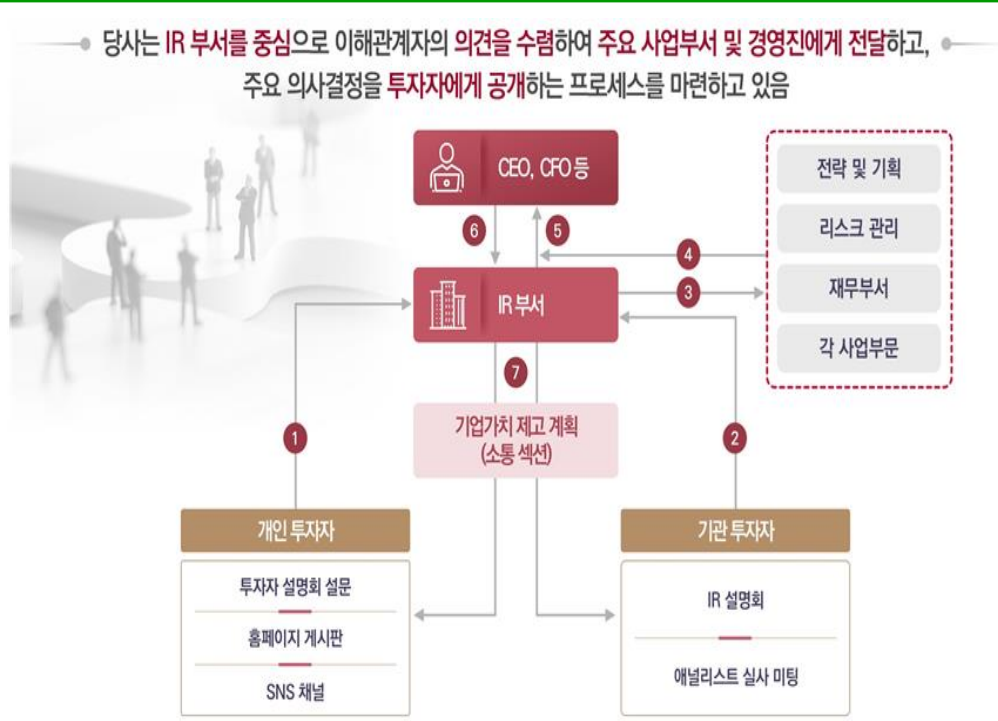 당사는 IR 부서를 중심으로 이해관계자의 의견을 수렴하여 주요 사업부서 및 경영진에게 전달하고,
주요 의사결정을 투자자에게 공개하는 프로세스를 마련하고 있음
CEO, CFO 등
전략 및 기획
리스크 관리
재무부서
각 사업부문
6
5
4
3
IR 부서
7
기업가치 제고 계획
(소통 섹션)
1
2
개인 투자자
투자자 설명회 설문
홈페이지 게시판
SNS 채널
기관 투자자
IR 설명회
애널리스트 실사 미팅